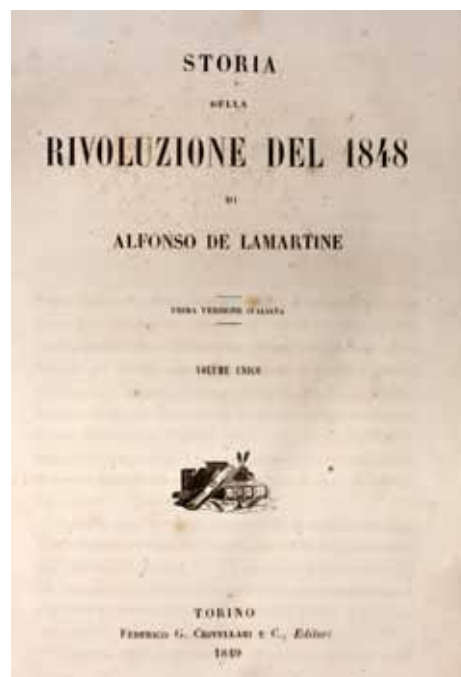 STORIA
DELLA
RIVOLUZIONE DEL 1848
DI
ALFONSO DE LAMARTINE
PRIMA VERSIONE ITALIANA
VOLUME UNICO
TORINO
FEDERICO G. CRIVELLARI E C., Editori
1849